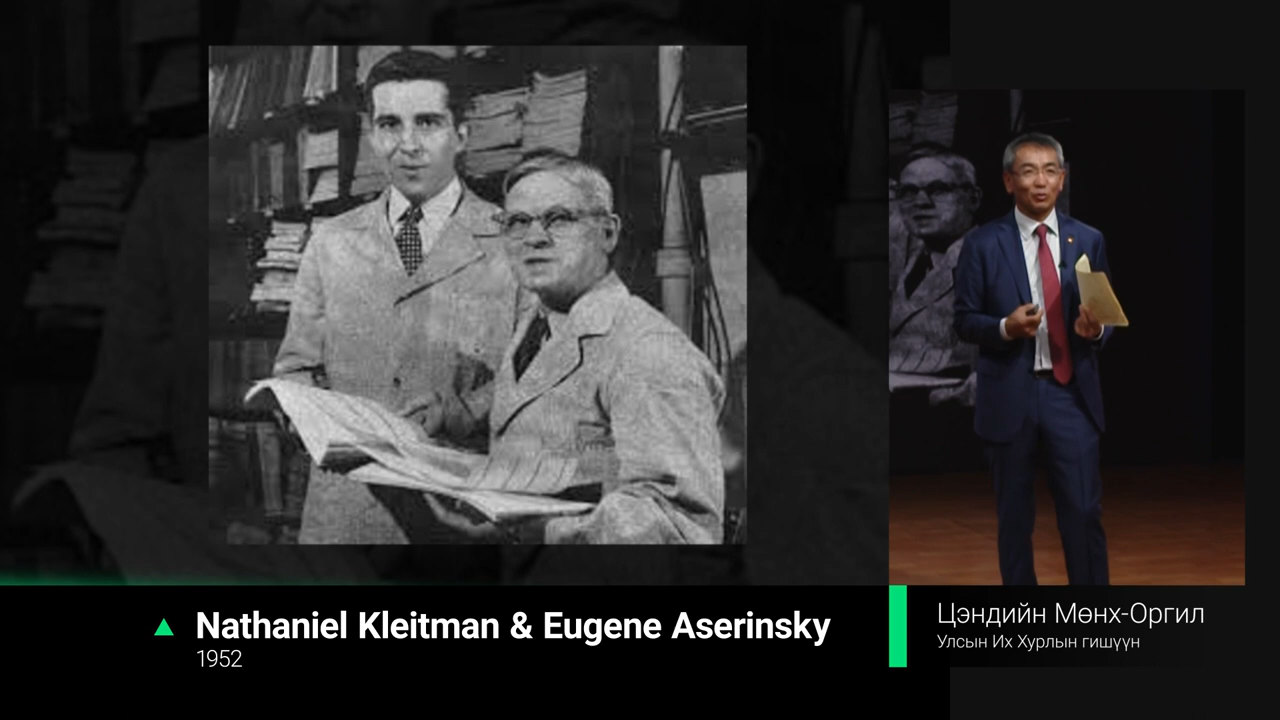 Nathaniel Kleitman & Eugene Aserinsky
1952
Цэндийн Мөнх-Оргил
Улсын Их Хурлын гишүүн